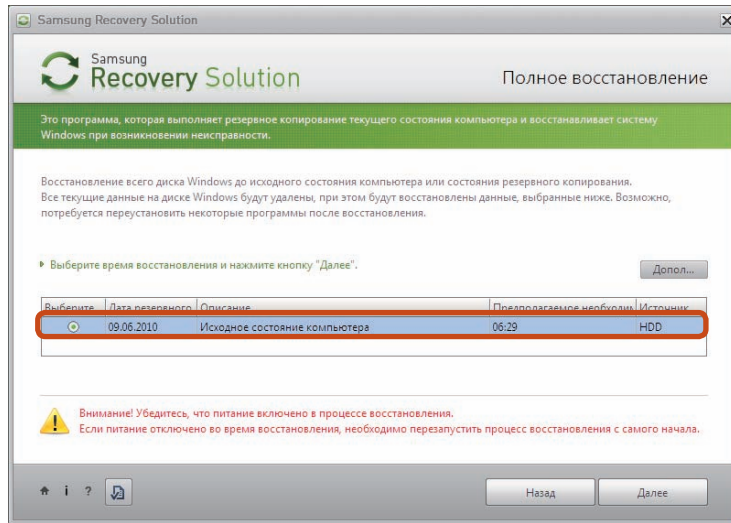 Samsung Recovery Solution
Samsung
Recovery Solution
Полное восстановление
Это программа, которая выполняет резервное копирование текущего состояния компьютера и восстанавливает систему
Windows при возникновении неисправности.
Восстановление всего диска Windows до исходного состояния компьютера или состояния резервного копирования.
Все текущие данные на диске Windows будут удалены, при этом будут восстановлены данные, выбранные ниже. Возможно,
потребуется переустановить некоторые программы после восстановления.
Выберите время восстановления и нажмите кнопку "Далее".
Допол...
Выберите Дата резервного Описание Предполагаемое необходим Источник
09.06.2010 Исходное состояние компьютера 06:29 HDD
Внимание! Убедитесь, что питание включено в процессе восстановления.
Если питание отключено во время восстановления, необходимо перезапустить процесс восстановления с самого начала.
i ?
Назад
Далее